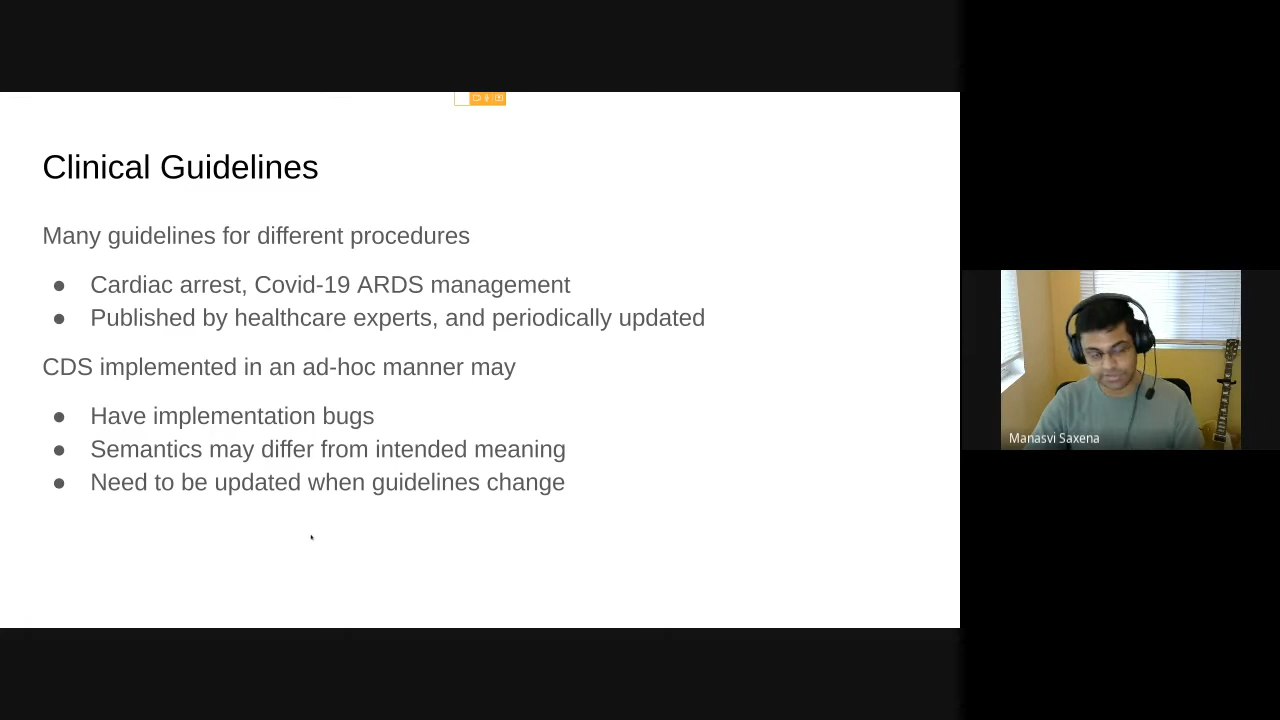 Clinical Guidelines
Many guidelines for different procedures
● Cardiac arrest, Covid-19 ARDS management
● Published by healthcare experts, and periodically updated
CDS implemented in an ad-hoc manner may
● Have implementation bugs
● Semantics may differ from intended meaning
● Need to be updated when guidelines change
Manasvi Saxena